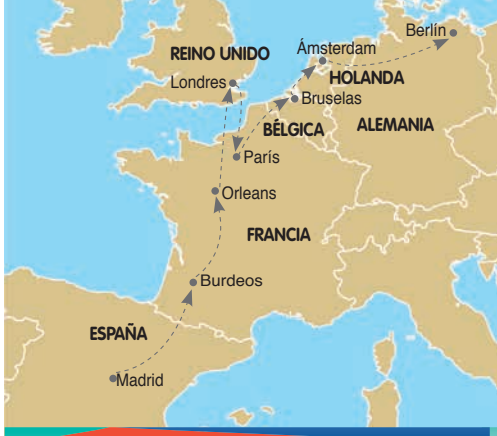 Berlín
REINO UNIDO
Ámsterdam
Londres
HOLANDA
Bruselas
BÉLGICA
ALEMANIA
París
Orleans
FRANCIA
Burdeos
ESPAÑA
Madrid